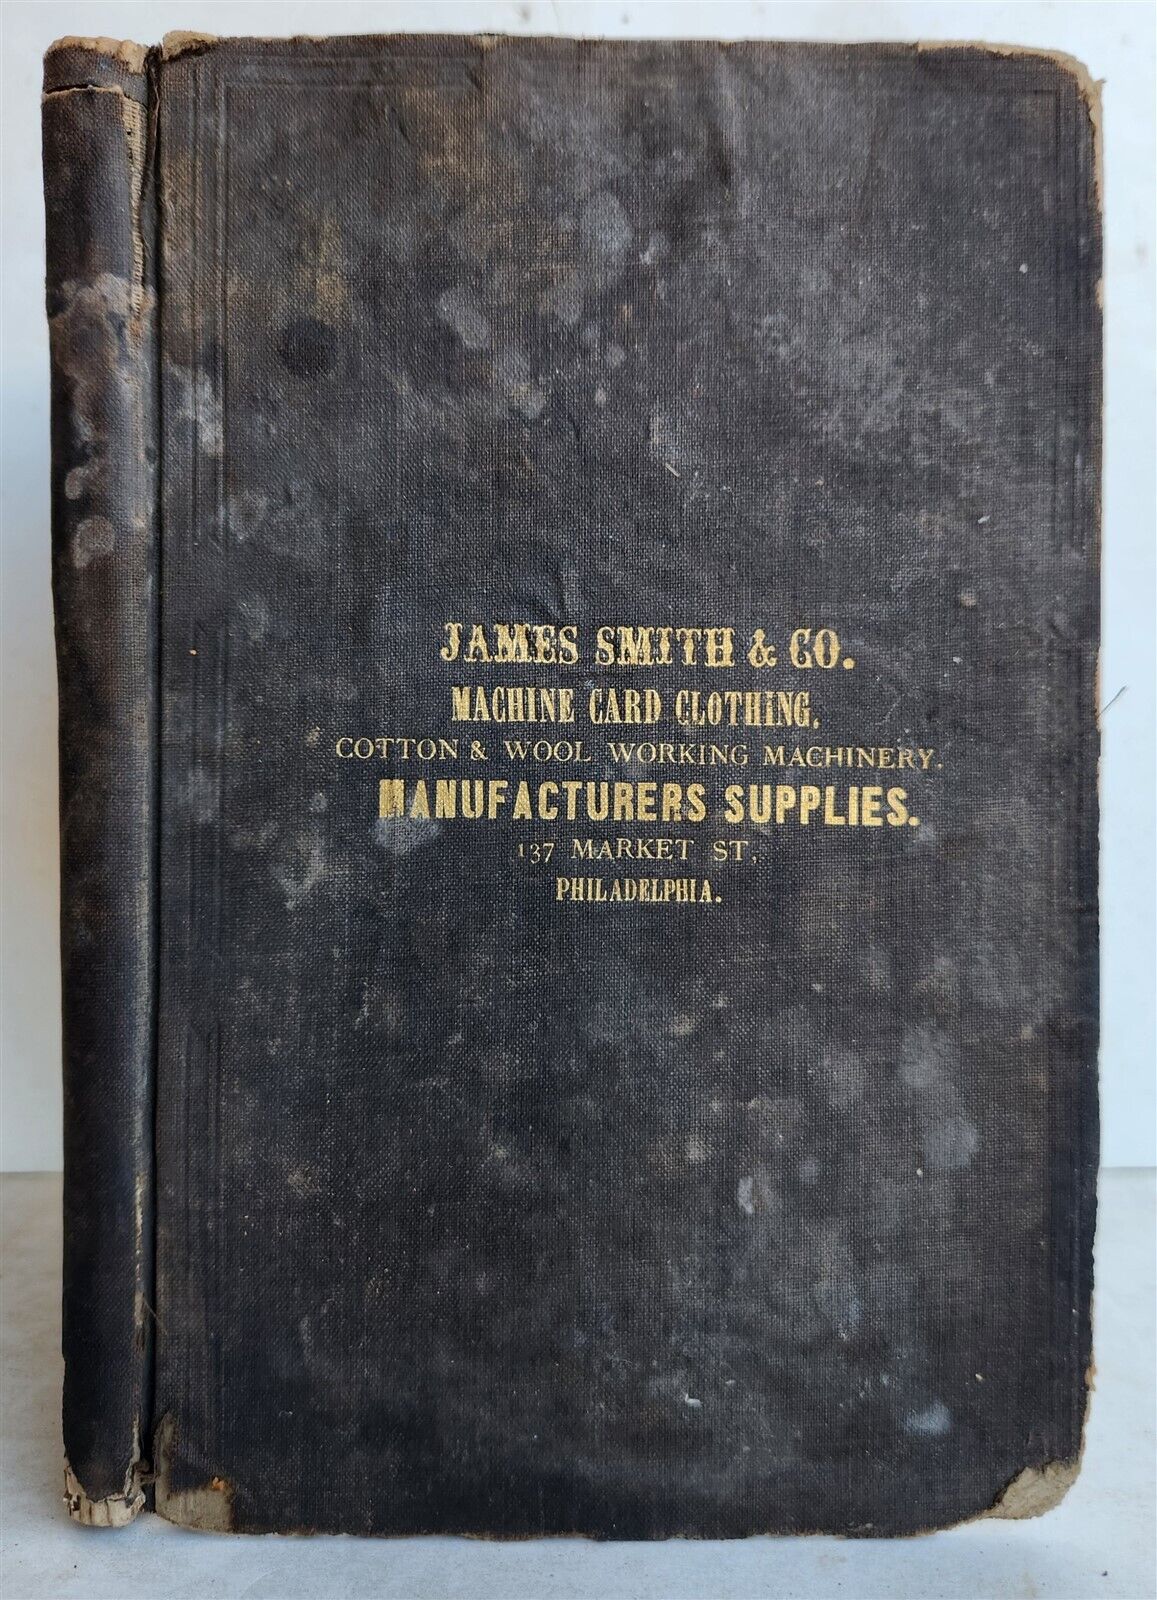 JAMES SMITH & CO.
MACHINE CARD CLOTHING.
COTTON & WOOL WORKING MACHINERY.
MANUFACTURERS SUPPLIES.
137 MARKET ST,
PHILADELPHIA.